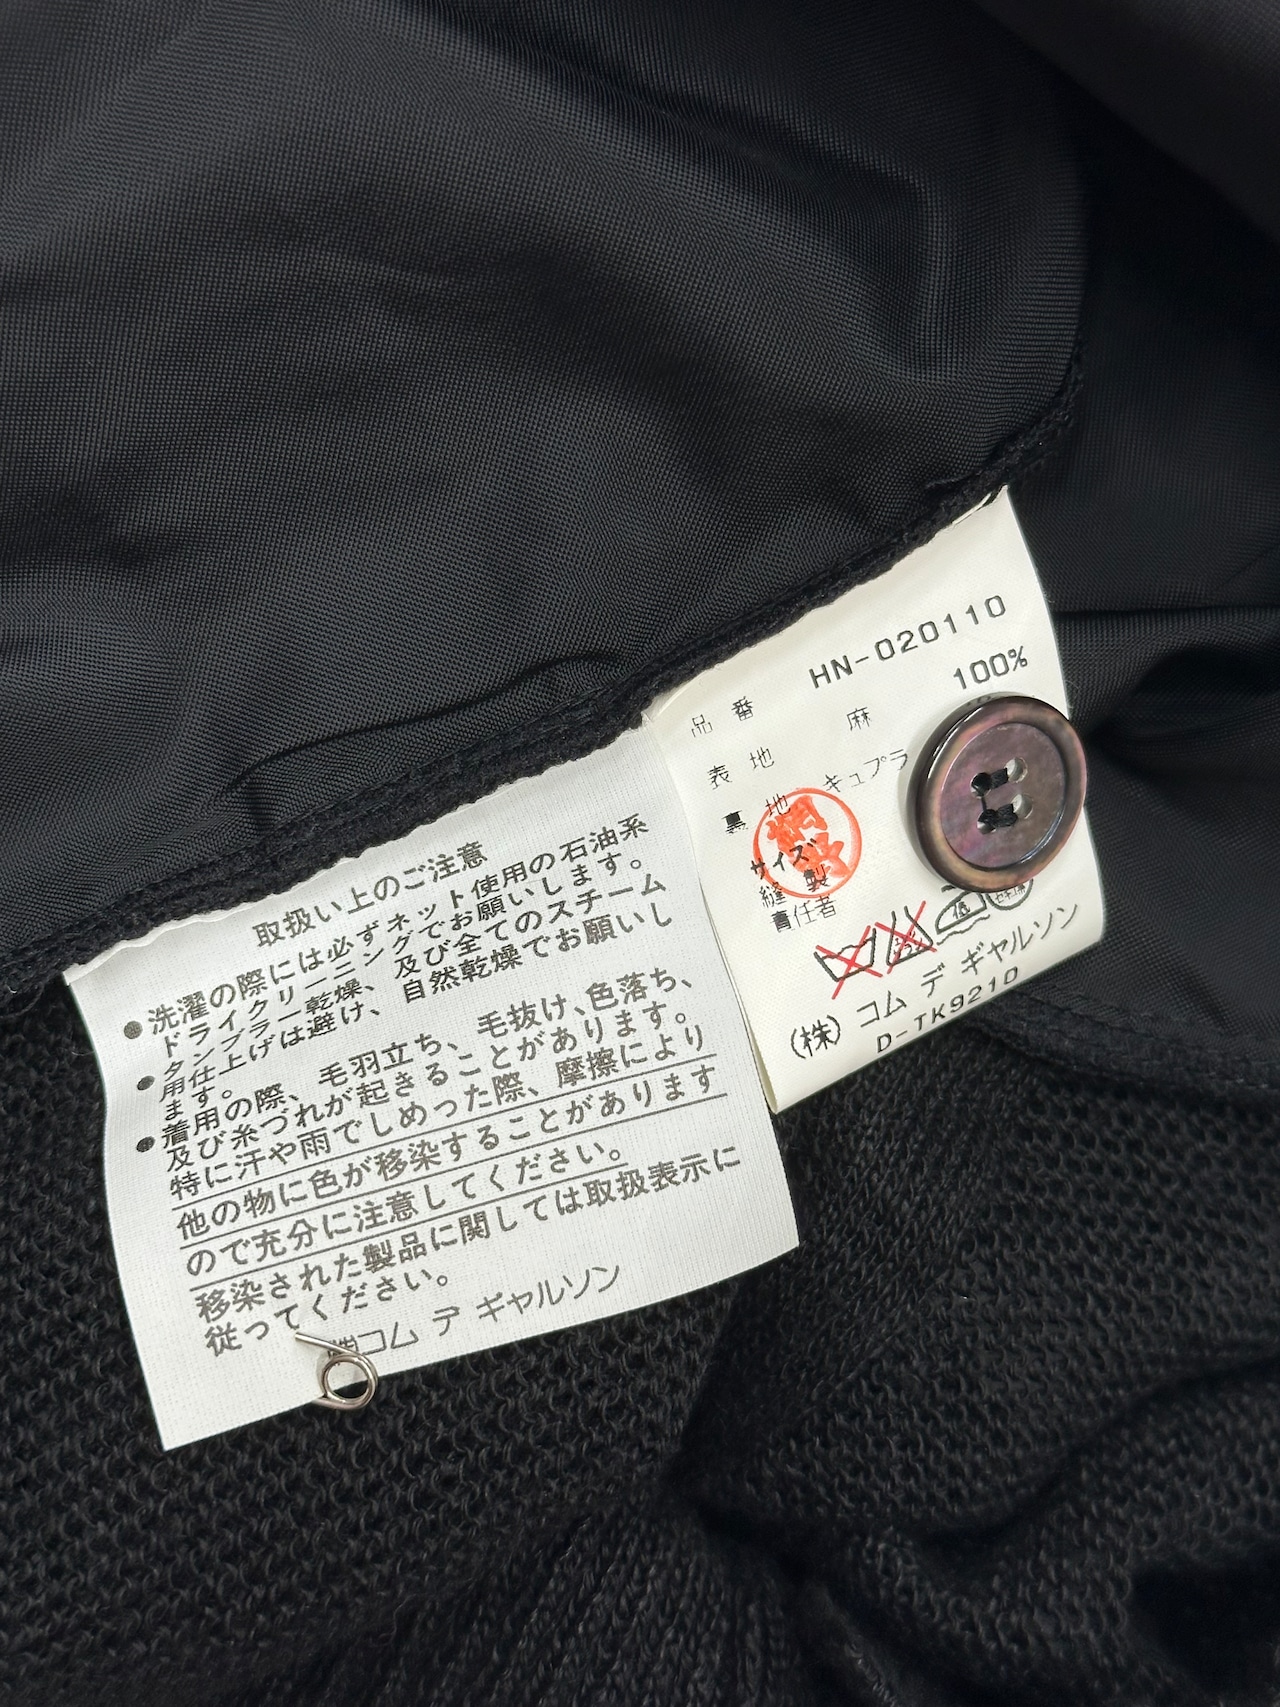 取扱い上のご注意
●洗濯の際には必ずネット使用の石油系
ドライクリーニングでお願いします。
●タンブラー乾燥、及び全てのスチーム
用仕上げは避け、自然乾燥でお願いし
ます。
●着用の際、毛羽立ち、毛抜け、色落ち、
及び糸づれが起きることがあります。
特に汗や雨でしめった際、摩擦により
他の物に色が移染することがあります
ので充分に注意してください。
移染された製品に関しては取扱表示に
従ってください。
㈱コム デ ギャルソン
品番 HN-020110
表地 麻 100%
裏地 キュプラ
サイズ
縫製
責任者
(株) コム デ ギャルソン
D-TK9210